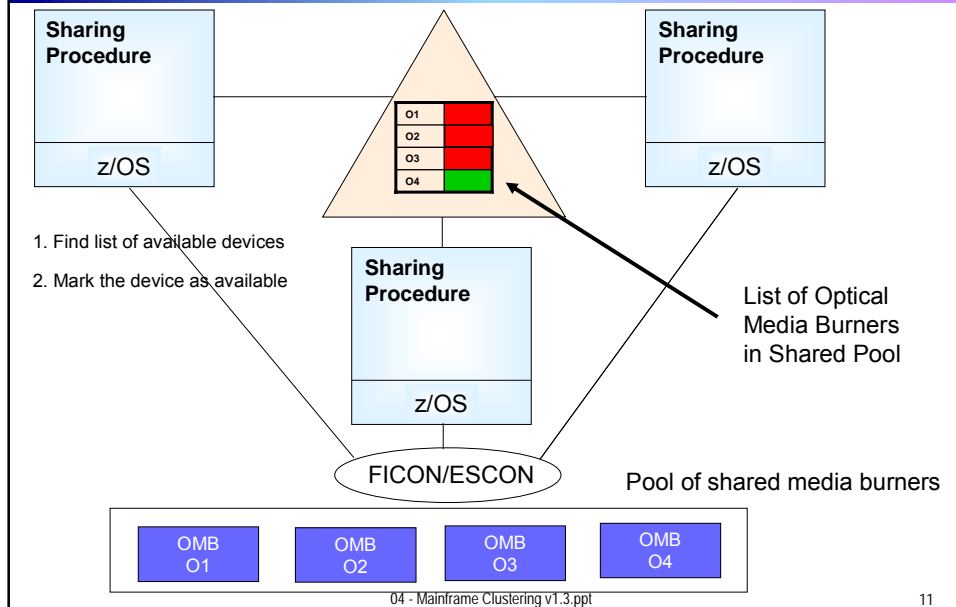 Sharing
Procedure
z/OS
O1
O2
O3
O4
Sharing
Procedure
z/OS
1. Find list of available devices
2. Mark the device as available
Sharing
Procedure
z/OS
List of Optical
Media Burners
in Shared Pool
FICON/ESCON
Pool of shared media burners
OMB
O1
OMB
O2
OMB
O3
OMB
O4
04 - Mainframe Clustering v1.3.ppt
11